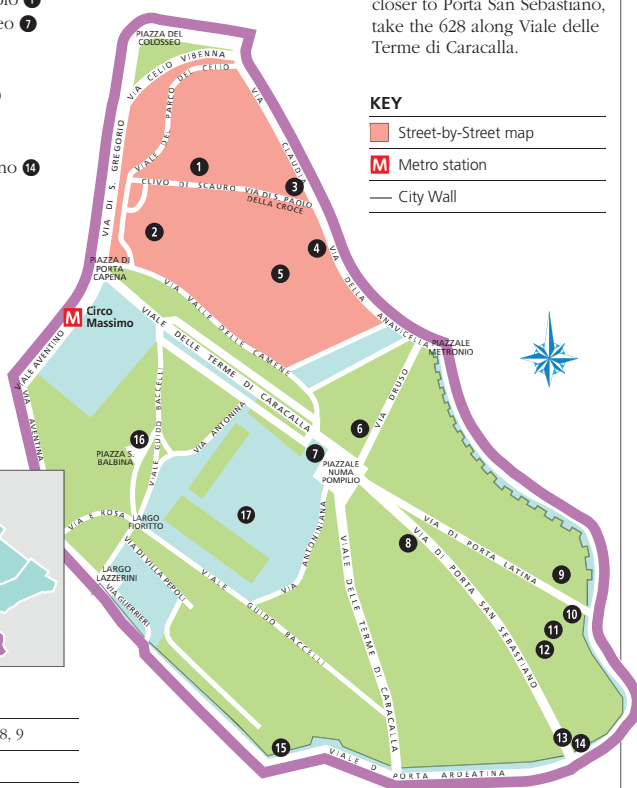 closer to Porta San Sebastiano,
take the 628 along Viale delle
Terme di Caracalla.
KEY
Street-by-Street map
M Metro station
City Wall
1
eo 7
no 14
8, 9
PIAZZA DEL
COLOSSEO
VIA CELIO VIBENNA
VIALE DEL PARCO DEL CELIO
VIA CLAUDIA
VIA DI S. GREGORIO
1
CLIVO DI SCAURO
VIA DI S. PAOLO
DELLA CROCE
3
2
4
5
VIA DELLA NAVICELLA
PIAZZA DI
PORTA
CAPENA
VIA VALLE DELLE CAMENE
M Circo
Massimo
VIALE AVENTINO
VIALE DELLE TERME DI CARACALLA
PIAZZALE
METRONIO
VIA DRUSO
VIA AVENTINA
VIALE GUIDO BACCELLI
VIA ANTONINA
6
16
PIAZZA S.
BALBINA
7
PIAZZALE
NUMA
POMPILIO
17
VIA E ROSA
LARGO
FIORITTO
VIA ANTONINIANA
VIA DI PORTA LATINA
8
VIA DI VILLA PEPOLI
LARGO
LAZZERINI
VIA GUERRIERI
VIALE GUIDO BACCELLI
VIALE DELLE TERME DI CARACALLA
VIA DI PORTA SAN SEBASTIANO
9
10
11
12
13
14
15
VIALE D PORTA ARDEATINA